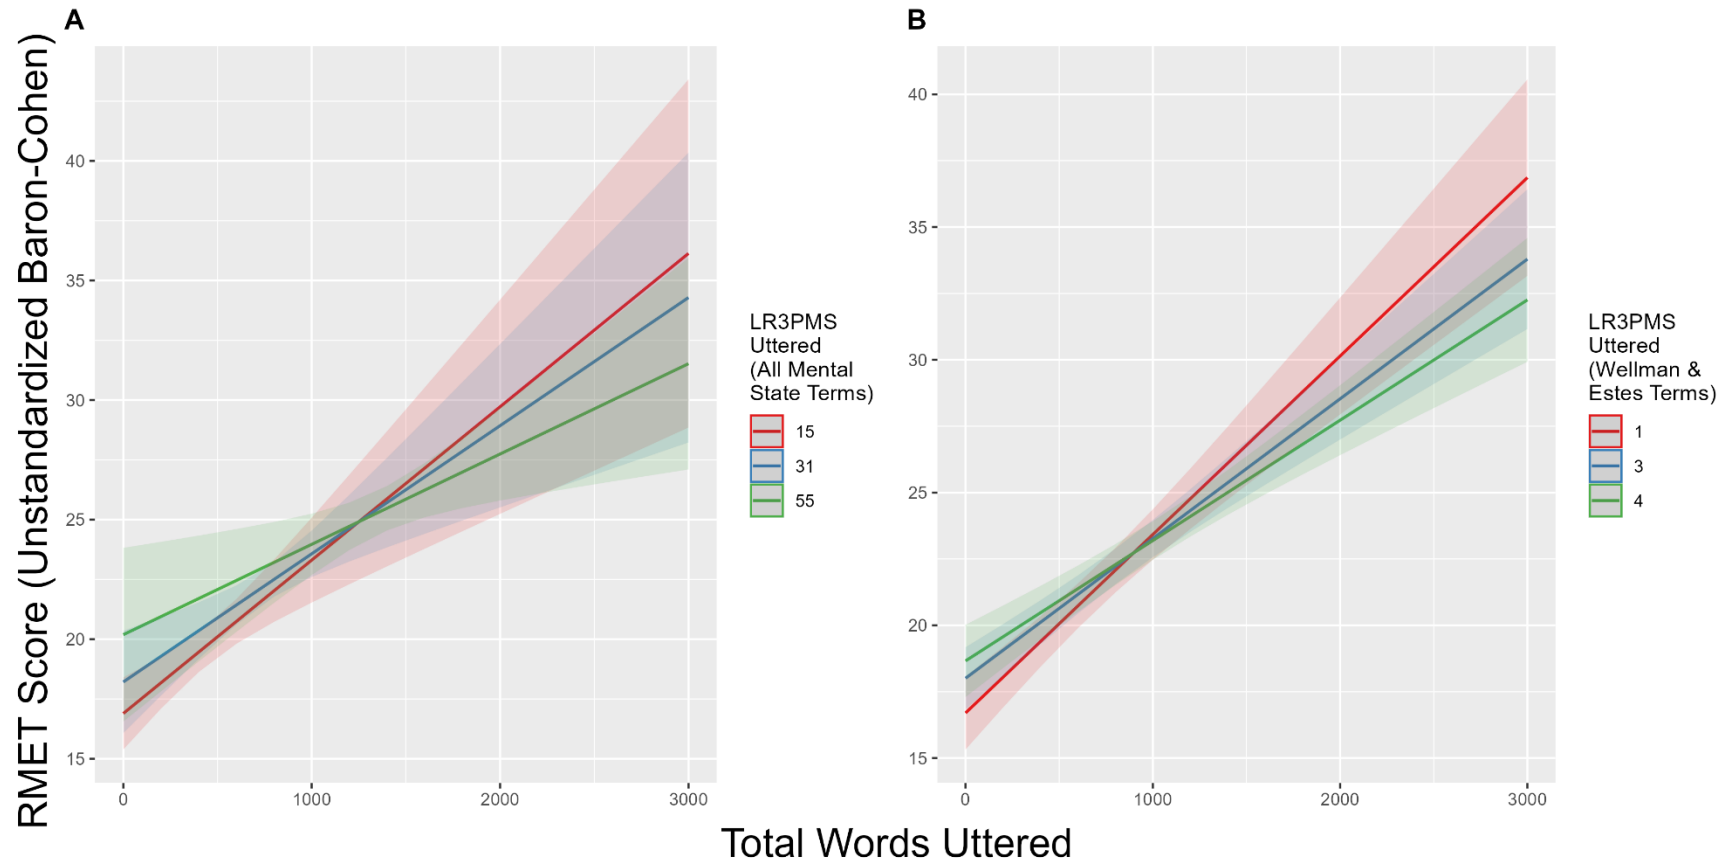 A
B
RMET Score (Unstandardized Baron-Cohen)
40
35
30
25
20
15
0
1000
2000
3000
LR3PMS
Uttered
(All Mental
State Terms)
15
31
55
40
35
30
25
20
15
0
1000
2000
3000
LR3PMS
Uttered
(Wellman &
Estes Terms)
1
3
4
Total Words Uttered